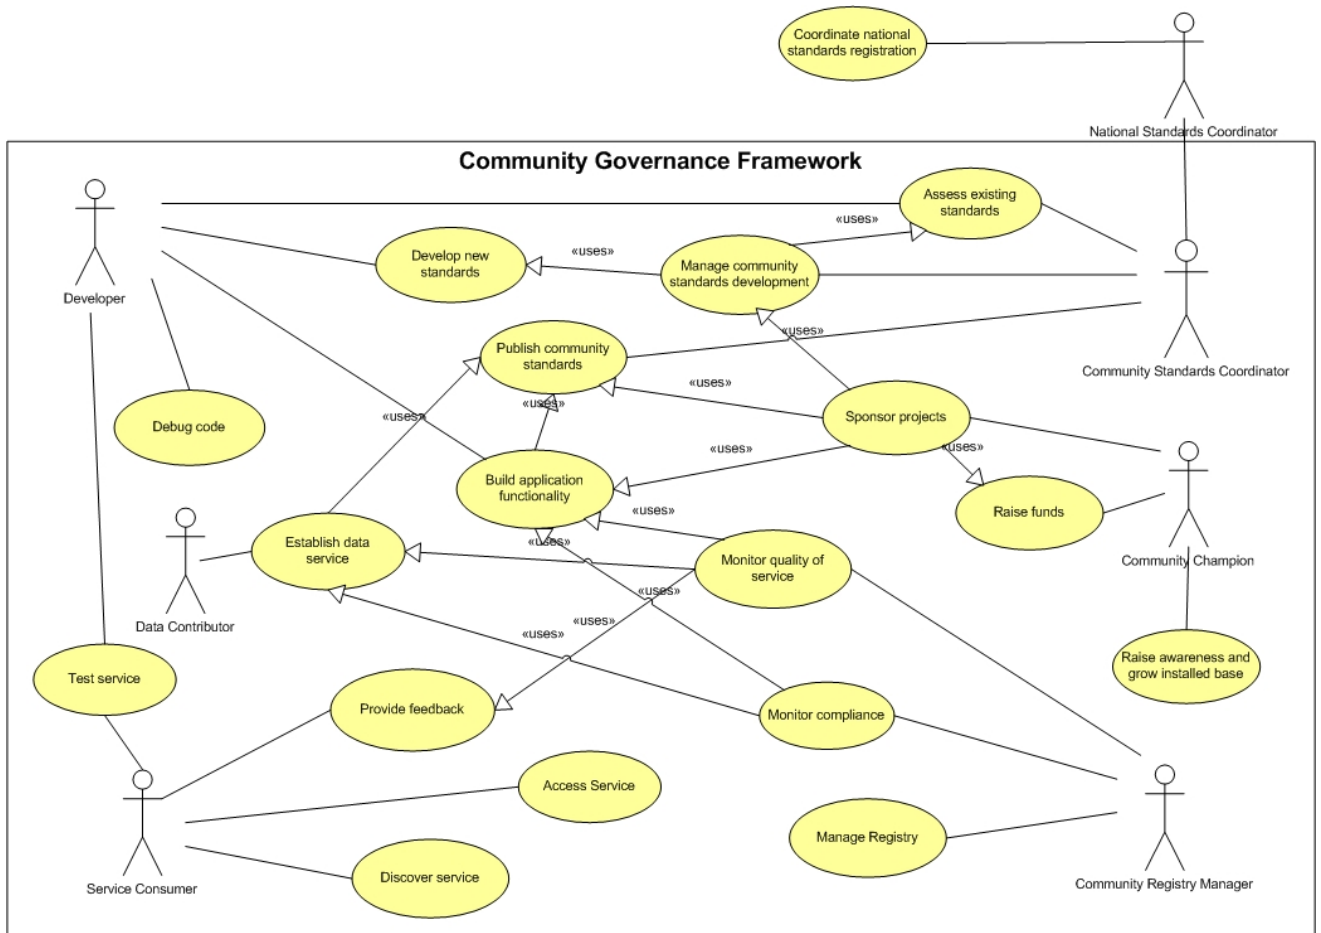 Coordinate national
standards registration
National Standards Coordinator
Community Governance Framework
Assess existing
standards
«uses»
Develop new
standards
«uses»
Manage community
standards development
Developer
«uses»
Publish community
standards
Community Standards Coordinator
«uses»
«uses»
«uses»
Sponsor projects
Debug code
«uses»
«uses»
Build application
functionality
«uses»
Raise funds
Establish data
service
«uses»
Monitor quality of
service
Community Champion
«uses»
«uses»
Data Contributor
«uses»
Raise awareness and
grow installed base
Test service
Provide feedback
Monitor compliance
Access Service
Manage Registry
Discover service
Service Consumer
Community Registry Manager